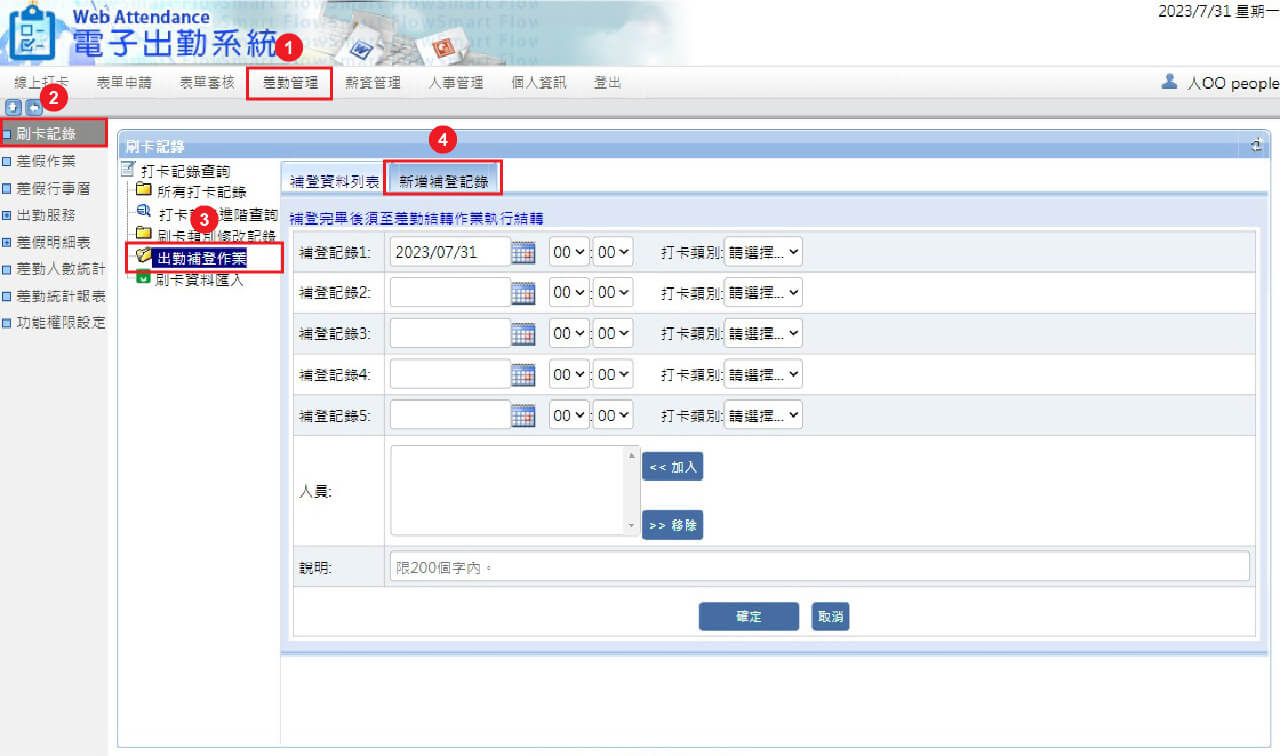 Web Attendance
電子出勤系統
Smart Flow
2023/7/31 星期一
1
線上打卡 表單申請 表單審核 差勤管理 薪資管理 人事管理 個人資訊 登出
人OO people
2
刷卡記錄
差假作業
差假行事曆
出勤服務
差假明細表
差勤人數統計
差勤統計報表
功能權限設定
刷卡記錄
打卡記錄查詢
所有打卡記錄
打卡 進階查詢
3
刷卡類別修改記錄
出勤補登作業
刷卡資料匯入
4
補登資料列表 新增補登記錄
補登完畢後須至差勤結轉作業執行結轉
補登記錄1: 2023/07/31 00 : 00 打卡類別: 請選擇...
補登記錄2: 00 : 00 打卡類別: 請選擇...
補登記錄3: 00 : 00 打卡類別: 請選擇...
補登記錄4: 00 : 00 打卡類別: 請選擇...
補登記錄5: 00 : 00 打卡類別: 請選擇...
人員:
<< 加入
>> 移除
說明: 限200個字內。
確定 取消